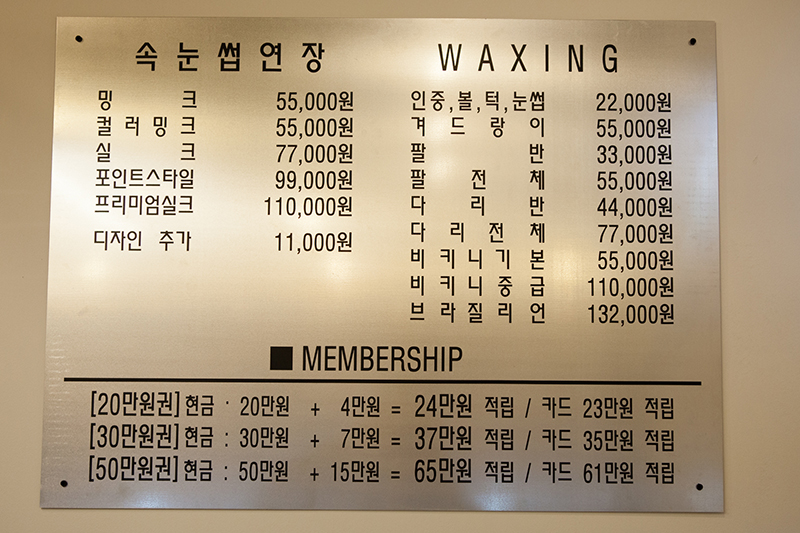 속눈썹연장
밍크 55,000원
컬러밍크 55,000원
실크 77,000원
포인트스타일 99,000원
프리미엄실크 110,000원
디자인 추가 11,000원
WAXING
인중,볼,턱,눈썹 22,000원
겨드랑이 55,000원
팔반 33,000원
팔전체 55,000원
다리반 44,000원
다리전체 77,000원
비키니기본 55,000원
비키니중급 110,000원
브라질리언 132,000원
■ MEMBERSHIP
[20만원권] 현금 : 20만원 + 4만원 = 24만원 적립 / 카드 23만원 적립
[30만원권] 현금 : 30만원 + 7만원 = 37만원 적립 / 카드 35만원 적립
[50만원권] 현금 : 50만원 + 15만원 = 65만원 적립 / 카드 61만원 적립